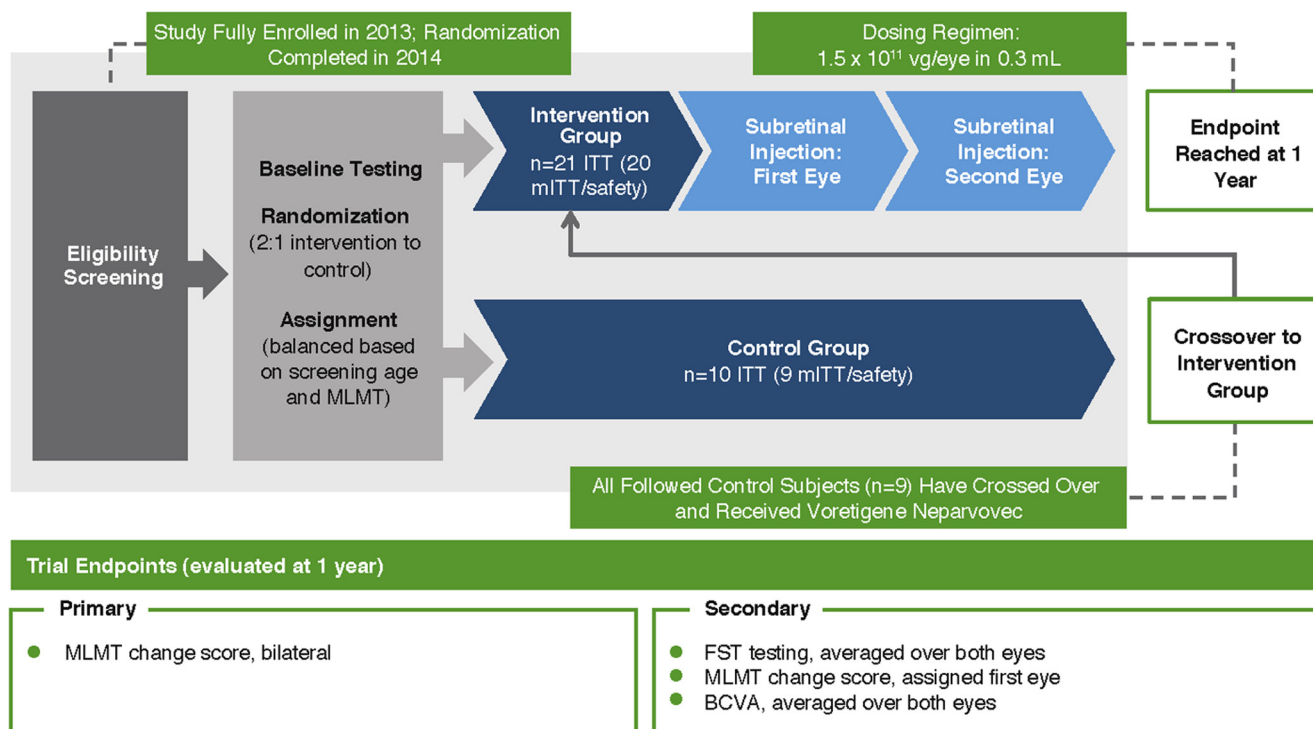 Study Fully Enrolled in 2013; Randomization
Completed in 2014
Dosing Regimen:
1.5 x 10¹¹ vg/eye in 0.3 mL
Eligibility
Screening
Baseline Testing
Randomization
(2:1 intervention to
control)
Assignment
(balanced based
on screening age
and MLMT)
Intervention
Group
n=21 ITT (20
mITT/safety)
Subretinal
Injection:
First Eye
Subretinal
Injection:
Second Eye
Endpoint
Reached at 1
Year
Control Group
n=10 ITT (9 mITT/safety)
Crossover to
Intervention
Group
All Followed Control Subjects (n=9) Have Crossed Over
and Received Voretigene Neparvovec
Trial Endpoints (evaluated at 1 year)
Primary
● MLMT change score, bilateral
Secondary
● FST testing, averaged over both eyes
● MLMT change score, assigned first eye
● BCVA, averaged over both eyes